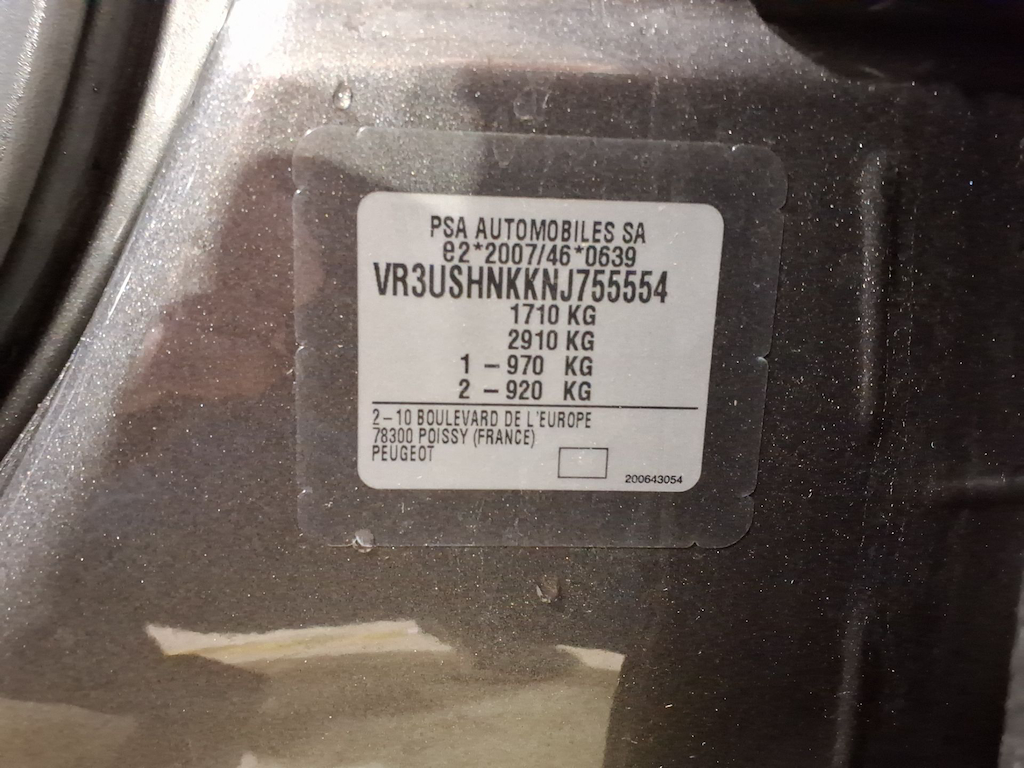 PSA AUTOMOBILES SA
e2*2007/46*0639
VR3USHNKKNJ755554
1710 KG
2910 KG
1 – 970 KG
2 – 920 KG
2–10 BOULEVARD DE L'EUROPE
78300 POISSY (FRANCE)
PEUGEOT
200643054